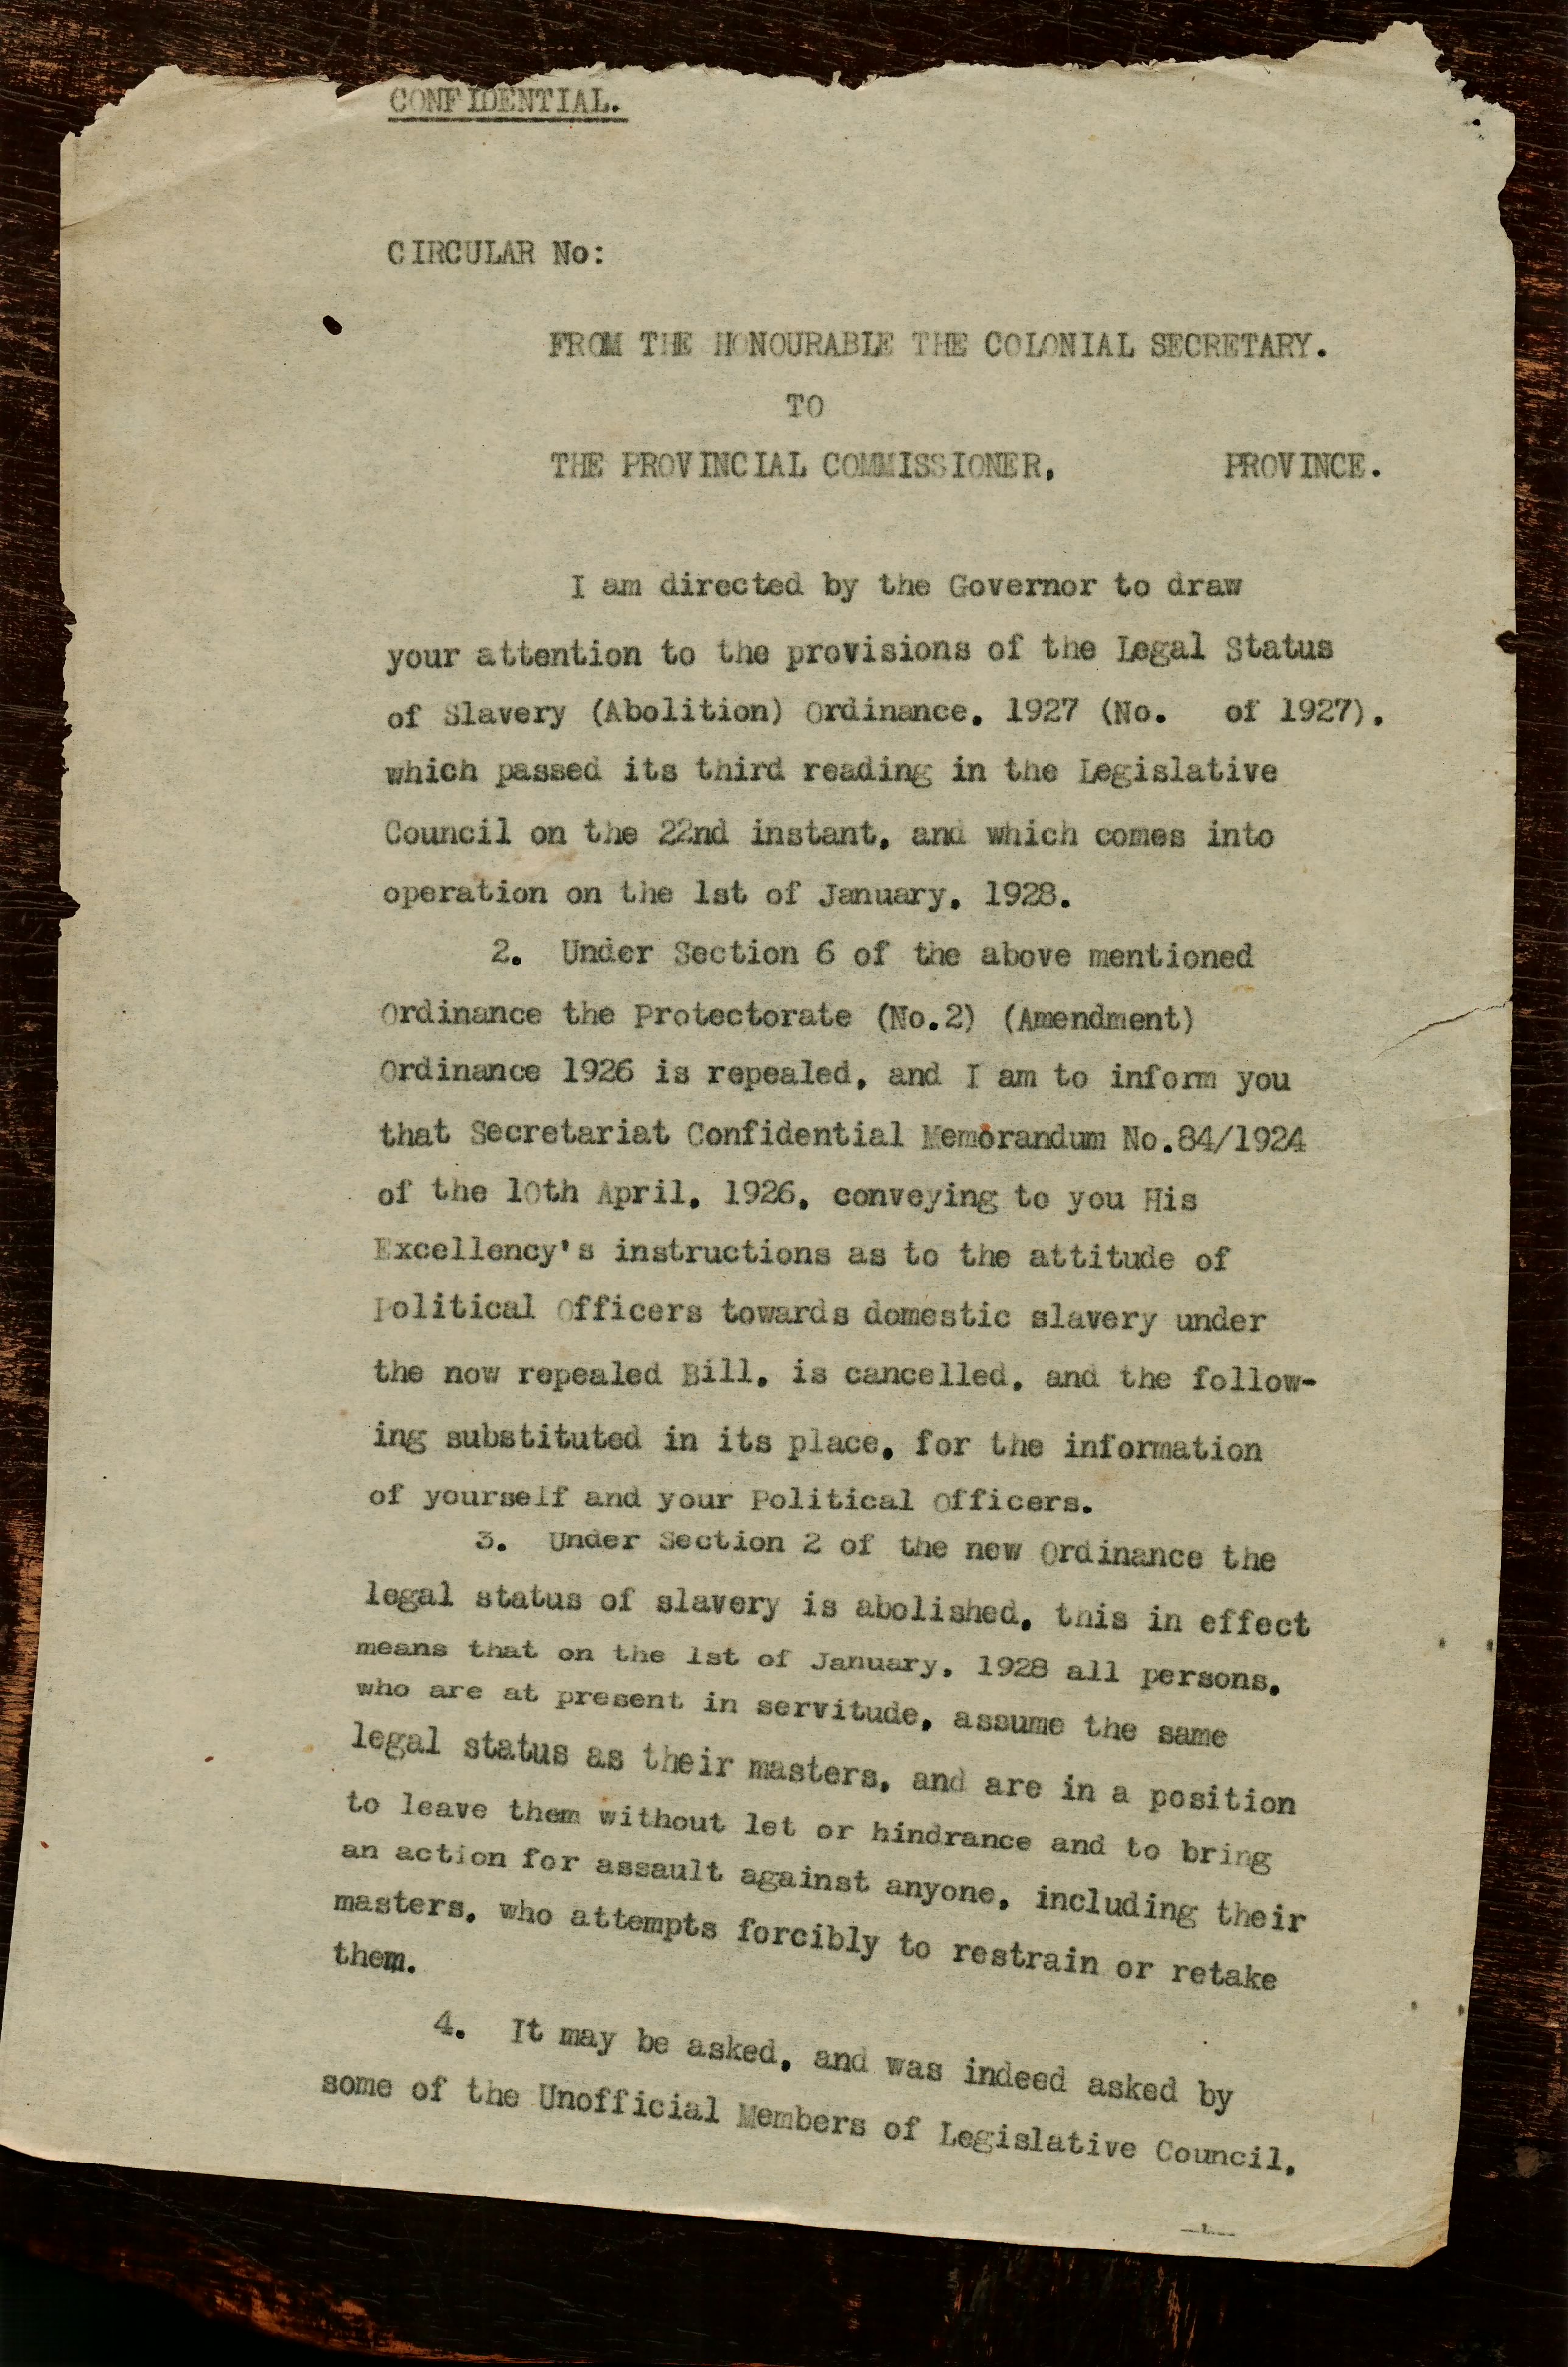 CONFIDENTIAL.
CIRCULAR No:
FROM THE HONOURABLE THE COLONIAL SECRETARY.
TO
THE PROVINCIAL COMMISSIONER, PROVINCE.
I am directed by the Governor to draw
your attention to the provisions of the Legal Status
of Slavery (Abolition) Ordinance, 1927 (No. of 1927),
which passed its third reading in the Legislative
Council on the 22nd instant, and which comes into
operation on the 1st of January, 1928.
2. Under Section 6 of the above mentioned
Ordinance the Protectorate (No.2) (Amendment)
Ordinance 1926 is repealed, and I am to inform you
that Secretariat Confidential Memorandum No.84/1924
of the 10th April, 1926, conveying to you His
Excellency's instructions as to the attitude of
Political Officers towards domestic slavery under
the now repealed Bill, is cancelled, and the follow-
ing substituted in its place, for the information
of yourself and your Political Officers.
3. Under Section 2 of the new Ordinance the
legal status of slavery is abolished, this in effect
means that on the 1st of January, 1928 all persons,
who are at present in servitude, assume the same
legal status as their masters, and are in a position
to leave them without let or hindrance and to bring
an action for assault against anyone, including their
masters, who attempts forcibly to restrain or retake
them.
4. It may be asked, and was indeed asked by
some of the Unofficial Members of Legislative Council,